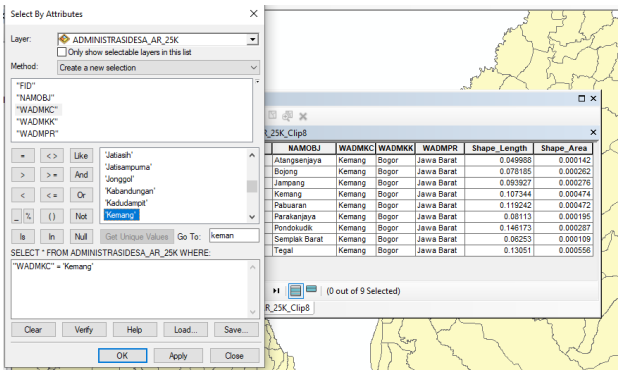 Select By Attributes
Layer: ADMINISTRASIDESA_AR_25K
Only show selectable layers in this list
Method: Create a new selection
"FID"
"NAMOBJ"
"WADMKC"
"WADMKK"
"WADMPR"
= < > Like
> > = And
< < = Or
_ % ( ) Not
Is In Null
'Jatiasih'
'Jatisampurna'
'Jonggol'
'Kabandungan'
'Kadudampit'
'Kemang'
Get Unique Values Go To: keman
SELECT * FROM ADMINISTRASIDESA_AR_25K WHERE:
"WADMKC" = 'Kemang'
Clear Verify Help Load... Save...
OK Apply Close
_25K_Clip8
NAMOBJ WADMKC WADMKK WADMPR Shape_Length Shape_Area
Atangsenjaya Kemang Bogor Jawa Barat 0.049988 0.000142
Bojong Kemang Bogor Jawa Barat 0.078185 0.000262
Jampang Kemang Bogor Jawa Barat 0.093927 0.000276
Kemang Kemang Bogor Jawa Barat 0.107344 0.000474
Pabuaran Kemang Bogor Jawa Barat 0.119242 0.000472
Parakanjaya Kemang Bogor Jawa Barat 0.08113 0.000195
Pondokudik Kemang Bogor Jawa Barat 0.146173 0.000287
Semplak Barat Kemang Bogor Jawa Barat 0.06253 0.000109
Tegal Kemang Bogor Jawa Barat 0.13051 0.000556
(0 out of 9 Selected)
R_25K_Clip8